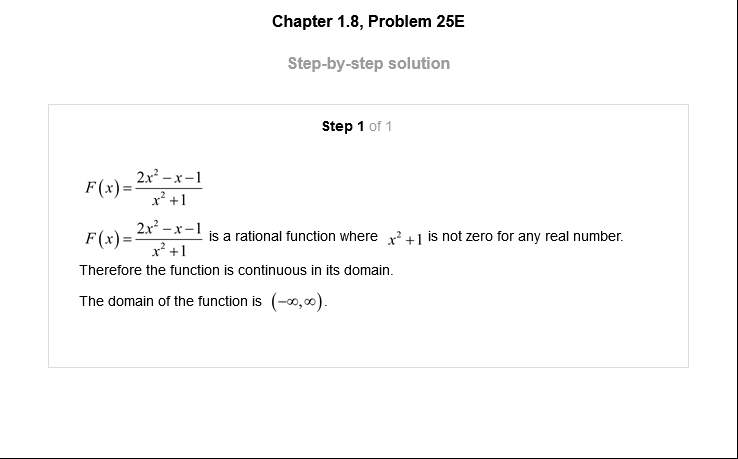 Chapter 1.8, Problem 25E
Step-by-step solution
Step 1 of 1
F(x)=\frac{2x^2-x-1}{x^2+1}
F(x)=\frac{2x^2-x-1}{x^2+1} is a rational function where x^2+1 is not zero for any real number.
Therefore the function is continuous in its domain.
The domain of the function is (-∞,∞).